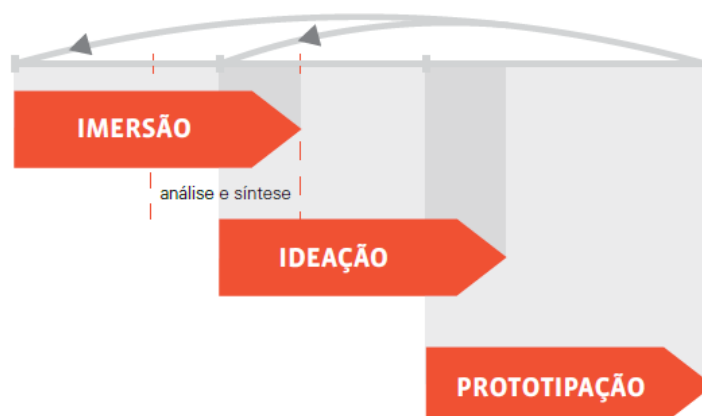 IMERSÃO
análise e síntese
IDEAÇÃO
PROTOTIPAÇÃO